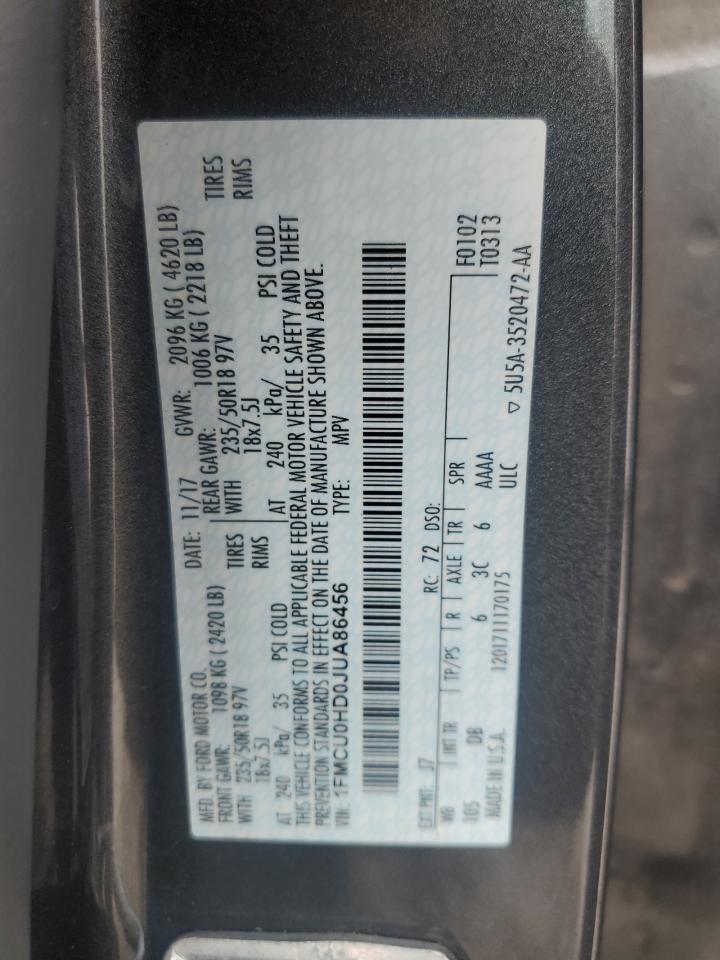 MFD. BY FORD MOTOR CO.
DATE: 11/17 GVWR: 2096 KG ( 4620 LB)
FRONT GAWR: 1098 KG ( 2420 LB) REAR GAWR: 1006 KG ( 2218 LB)
WITH 235/50R18 97V TIRES WITH 235/50R18 97V TIRES
18x7.5J RIMS 18x7.5J RIMS
AT 240 kPa/ 35 PSI COLD AT 240 kPa/ 35 PSI COLD
THIS VEHICLE CONFORMS TO ALL APPLICABLE FEDERAL MOTOR VEHICLE SAFETY AND THEFT
PREVENTION STANDARDS IN EFFECT ON THE DATE OF MANUFACTURE SHOWN ABOVE.
VIN: 1FMCU0HD0JUA86456 TYPE: MPV
EXT PNT: J7 RC: 72 DSO:
WB INT TR TP/PS R AXLE TR SPR F0102
105 DB 6 3C 6 AAAA T0313
MADE IN U.S.A. 1201711170175 ULC
▽ 5U5A-3520472-AA